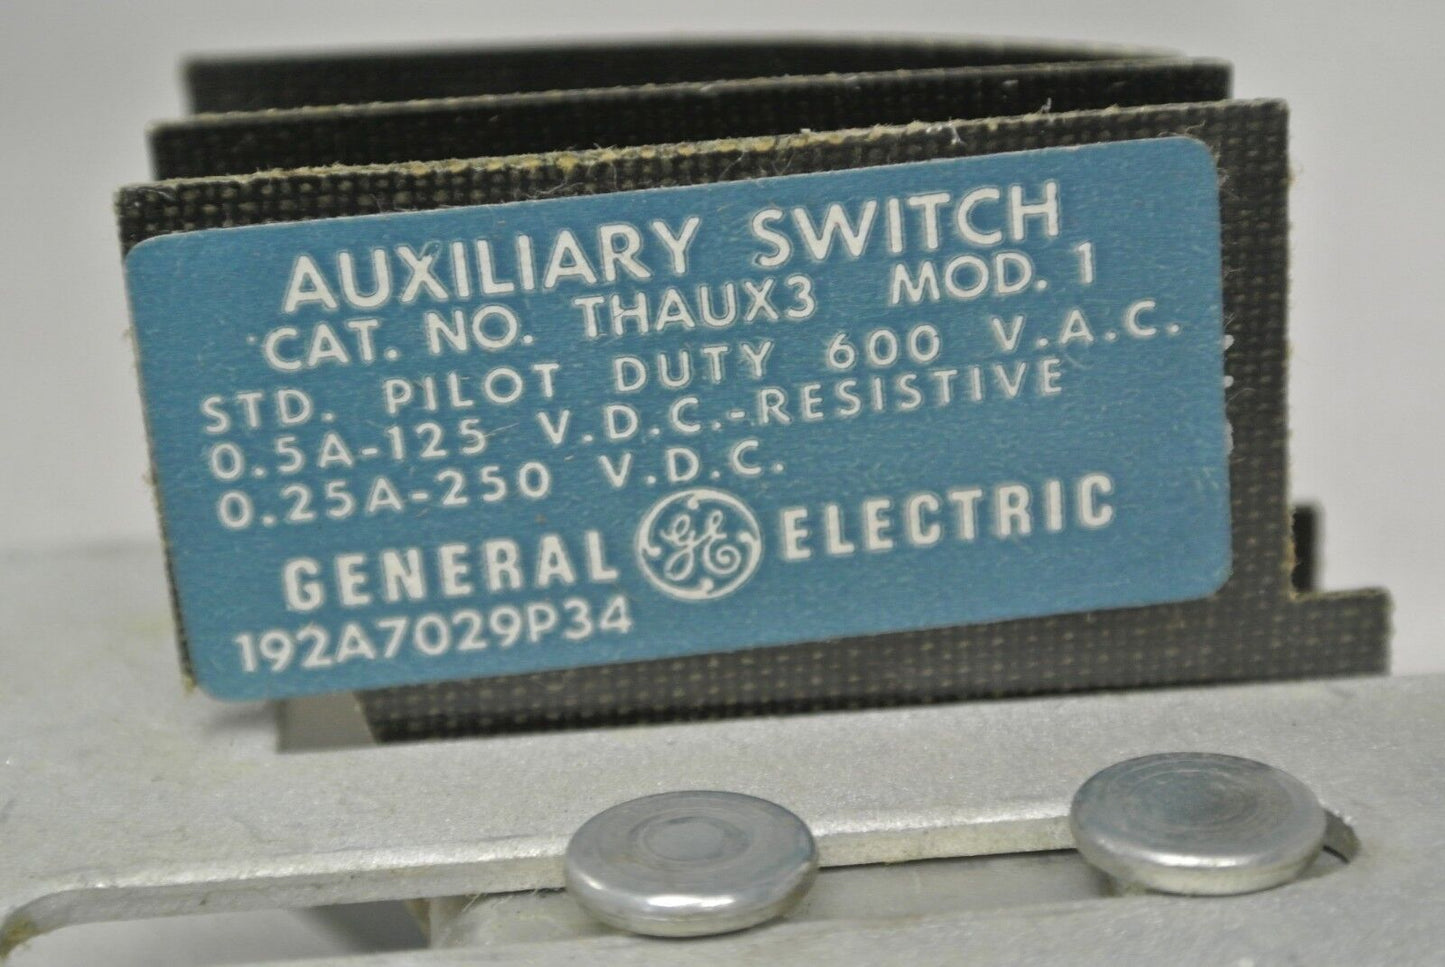 AUXILIARY SWITCH
CAT. NO. THAUX3 MOD. 1
STD. PILOT DUTY 600 V.A.C.
0.5A-125 V.D.C.-RESISTIVE
0.25A-250 V.D.C.
GENERAL GE ELECTRIC
192A7029P34